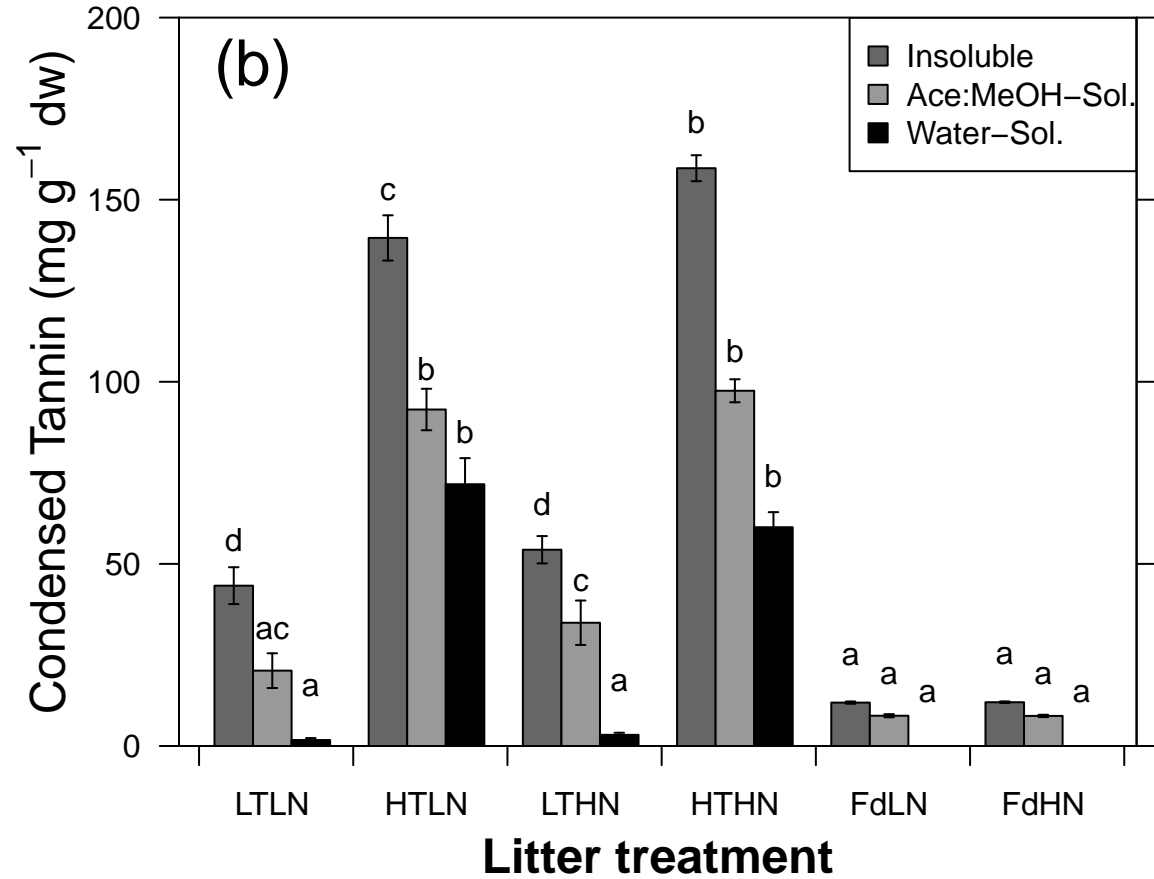 (b)
Insoluble
Ace:MeOH−Sol.
Water−Sol.
Condensed Tannin (mg g⁻¹ dw)
200
150
100
50
0
d
ac
a
c
b
b
d
c
a
b
b
b
a
a
a
a
a
a
LTLN
HTLN
LTHN
HTHN
FdLN
FdHN
Litter treatment